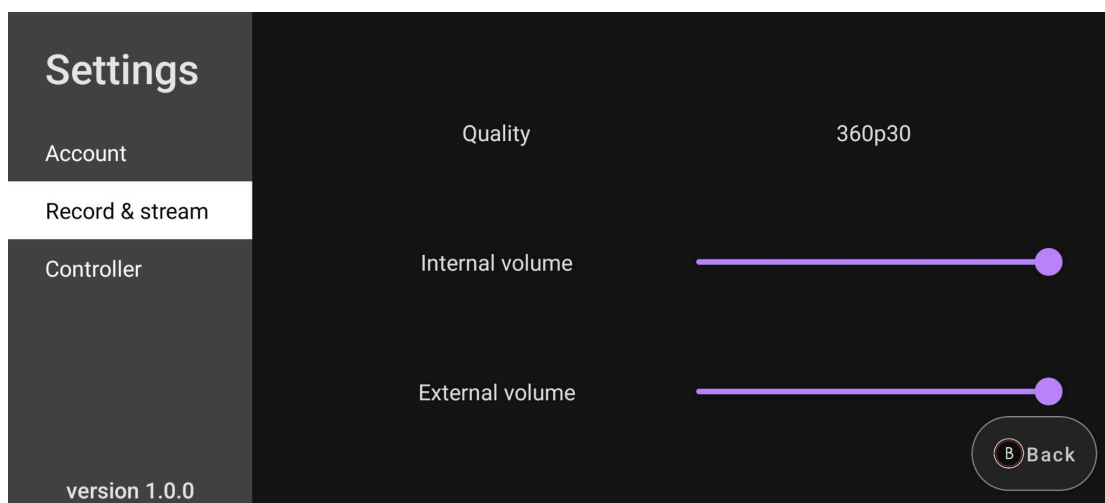 Settings
Account
Record & stream
Controller
version 1.0.0
Quality 360p30
Internal volume
External volume
B Back